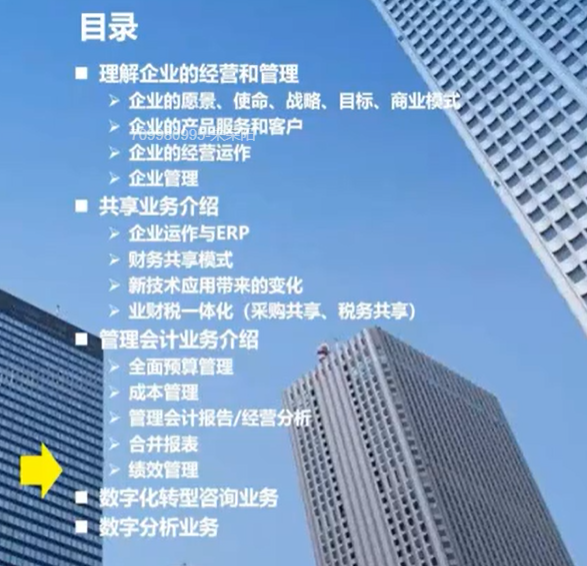 目录
■ 理解企业的经营和管理
➢ 企业的愿景、使命、战略、目标、商业模式
➢ 企业的产品服务和客户
➢ 企业的经营运作
➢ 企业管理
■ 共享业务介绍
➢ 企业运作与ERP
➢ 财务共享模式
➢ 新技术应用带来的变化
➢ 业财税一体化（采购共享、税务共享）
■ 管理会计业务介绍
➢ 全面预算管理
➢ 成本管理
➢ 管理会计报告/经营分析
➢ 合并报表
➢ 绩效管理
■ 数字化转型咨询业务
■ 数字分析业务